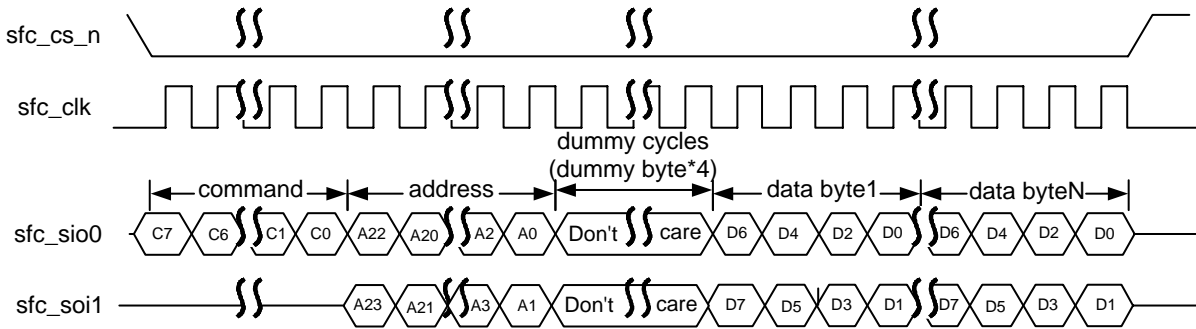 sfc_cs_n
sfc_clk
dummy cycles
(dummy byte*4)
command address data byte1 data byteN
sfc_sio0 C7 C6 C1 C0 A22 A20 A2 A0 Don't care D6 D4 D2 D0 D6 D4 D2 D0
sfc_soi1 A23 A21 A3 A1 Don't care D7 D5 D3 D1 D7 D5 D3 D1